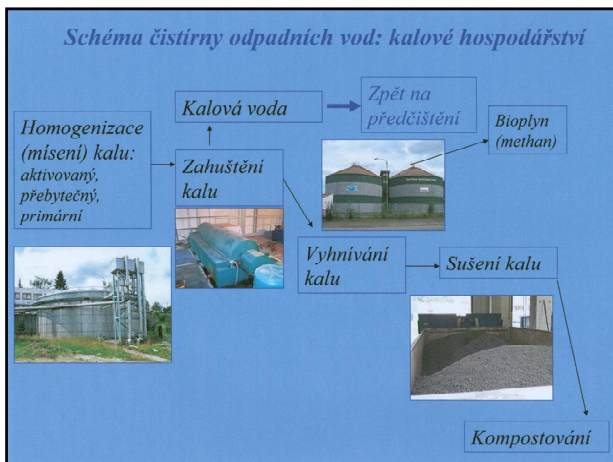 Schéma čistírny odpadních vod: kalové hospodářství
Kalová voda
Zpět na
předčištění
Homogenizace
(mísení) kalu:
aktivovaný,
přebytečný,
primární
Bioplyn
(methan)
Zahuštění
kalu
Vyhnívání
kalu
Sušení kalu
Kompostování